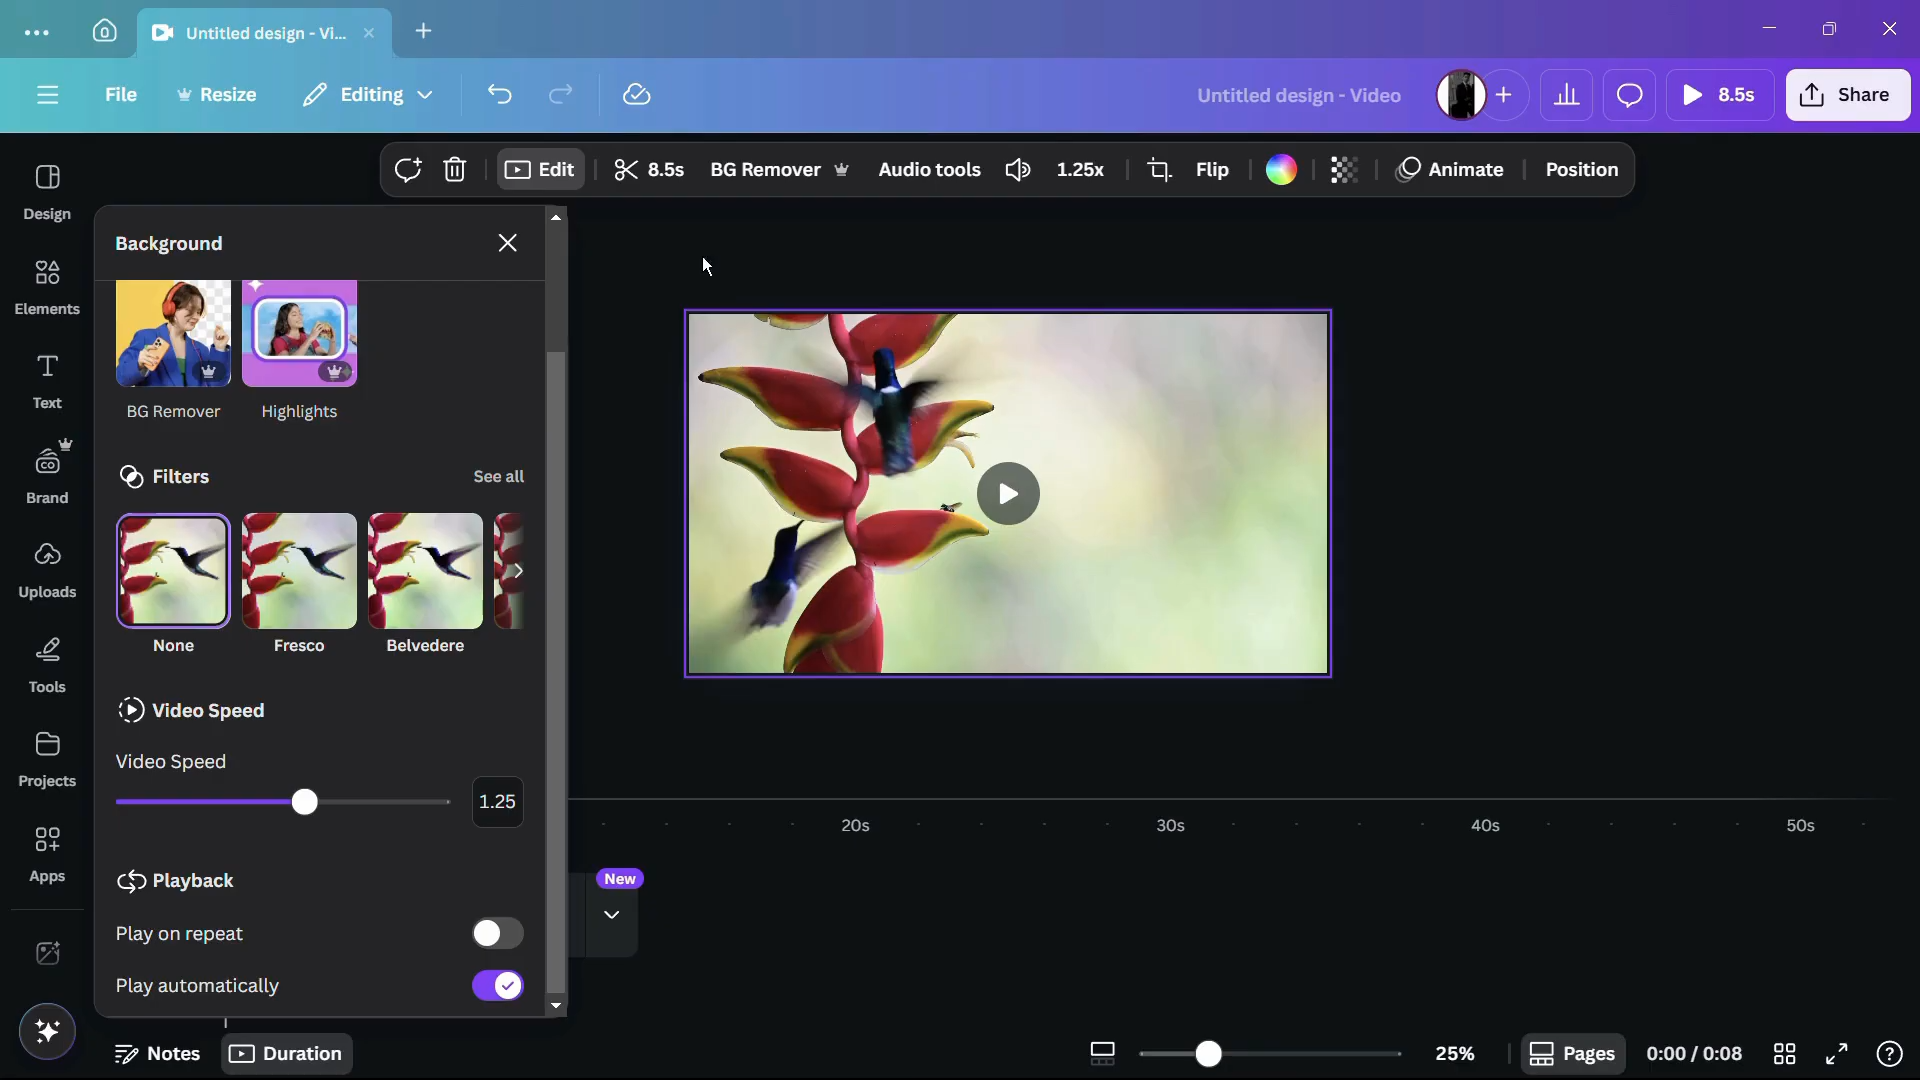 Untitled design - Vi...
File
Resize
Editing
Untitled design - Video
8.5s
Share
Edit
8.5s
BG Remover
Audio tools
1.25x
Flip
Animate
Position
Design
Elements
Text
Brand
Uploads
Tools
Projects
Apps
Background
BG Remover
Highlights
Filters
See all
None
Fresco
Belvedere
Video Speed
Video Speed
1.25
Playback
Play on repeat
Play automatically
20s
30s
40s
50s
New
Notes
Duration
25%
Pages
0:00 / 0:08